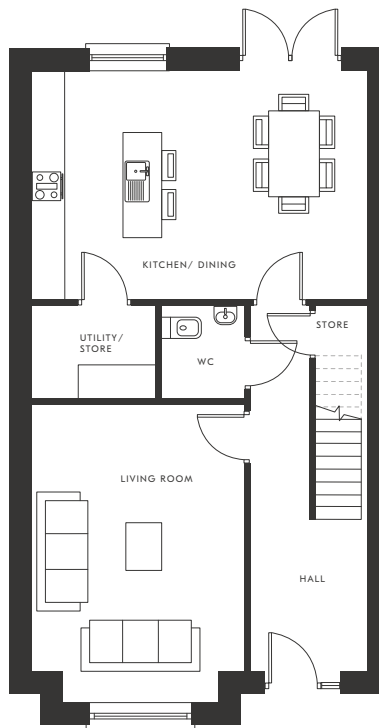 KITCHEN/ DINING
UTILITY/
STORE
WC
STORE
LIVING ROOM
HALL